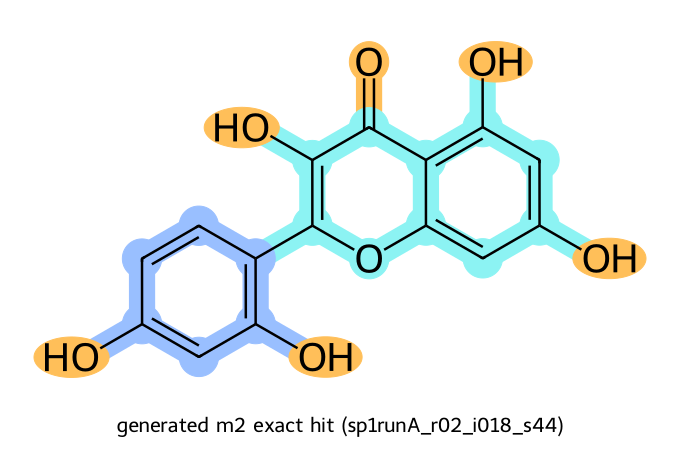 O
OH
HO
O
OH
HO
OH
generated m2 exact hit (sp1runA_r02_i018_s44)